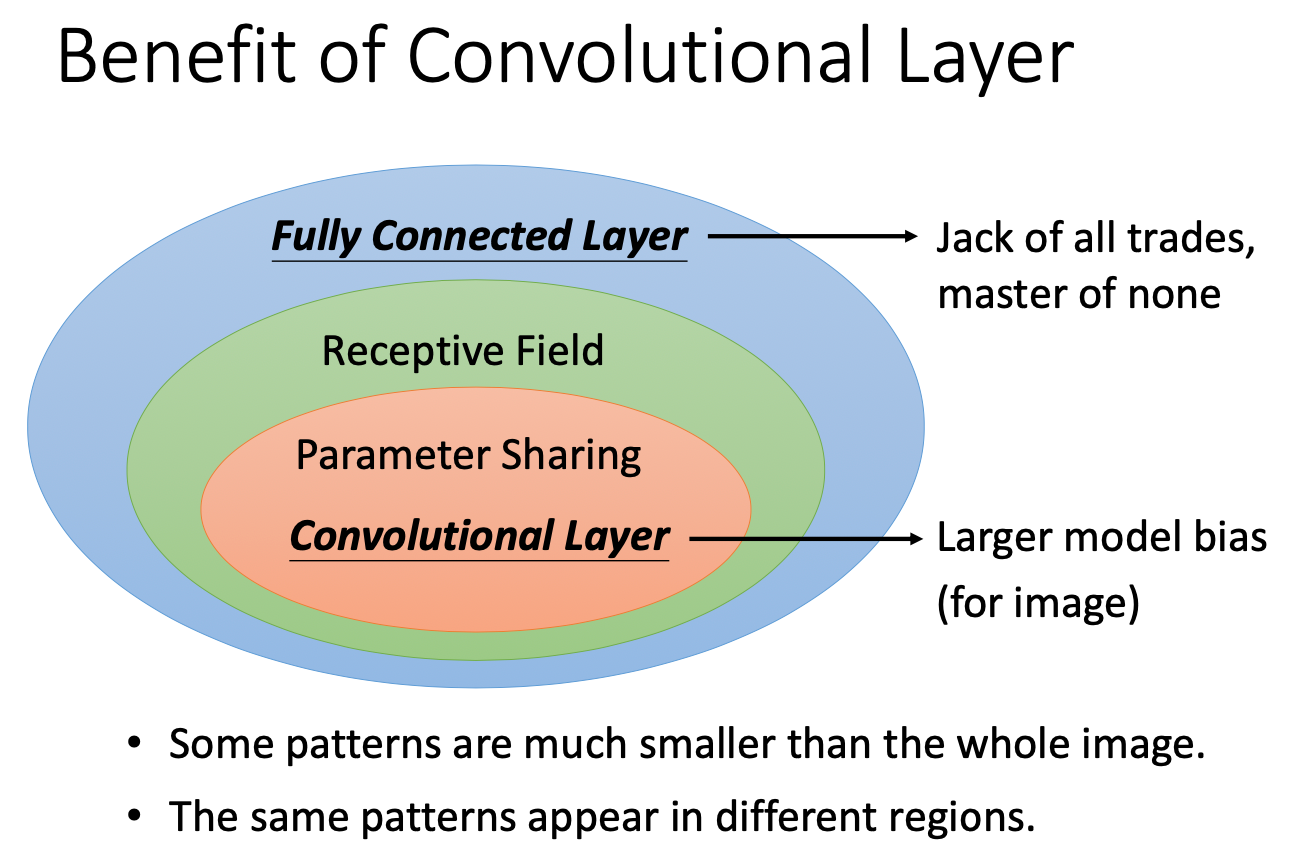 Benefit of Convolutional Layer
Fully Connected Layer
Jack of all trades,
master of none
Receptive Field
Parameter Sharing
Convolutional Layer
Larger model bias
(for image)
• Some patterns are much smaller than the whole image.
• The same patterns appear in different regions.